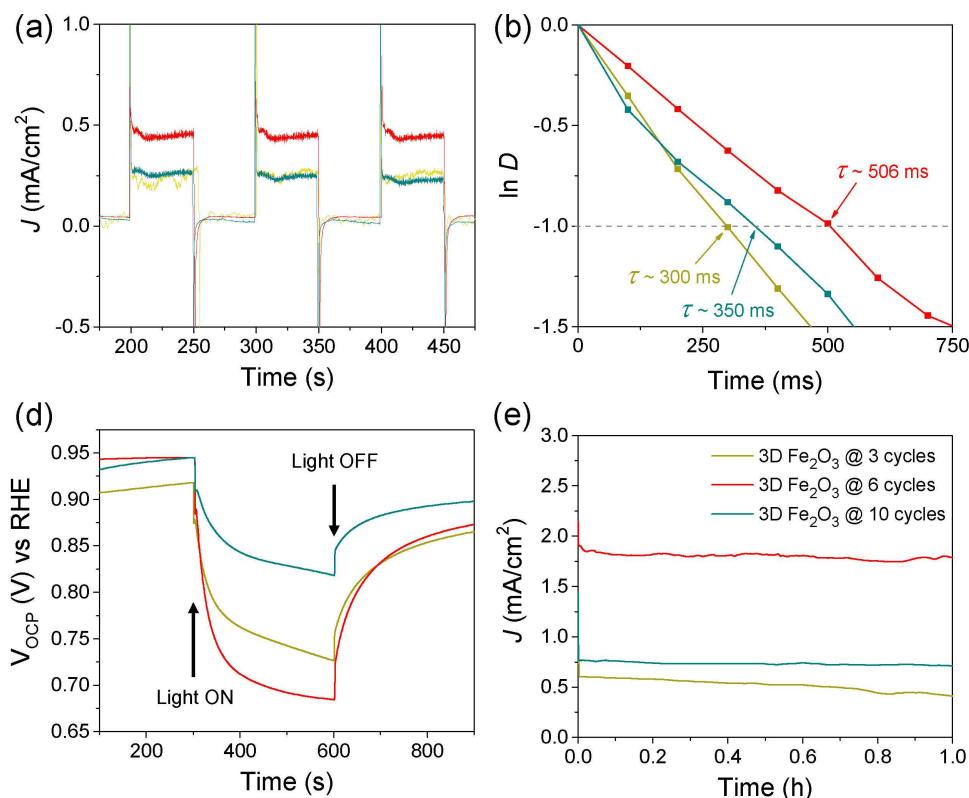 (a)
1.0
0.5
0.0
-0.5
J (mA/cm²)
200 250 300 350 400 450
Time (s)
(b)
0.0
-0.5
-1.0
-1.5
ln D
τ ~ 506 ms
τ ~ 300 ms
τ ~ 350 ms
0 250 500 750
Time (ms)
(d)
0.95
0.90
0.85
0.80
0.75
0.70
0.65
V_OCP (V) vs RHE
Light OFF
Light ON
200 400 600 800
Time (s)
(e)
3.0
2.5
2.0
1.5
1.0
0.5
0.0
J (mA/cm²)
3D Fe₂O₃ @ 3 cycles
3D Fe₂O₃ @ 6 cycles
3D Fe₂O₃ @ 10 cycles
0.0 0.2 0.4 0.6 0.8 1.0
Time (h)